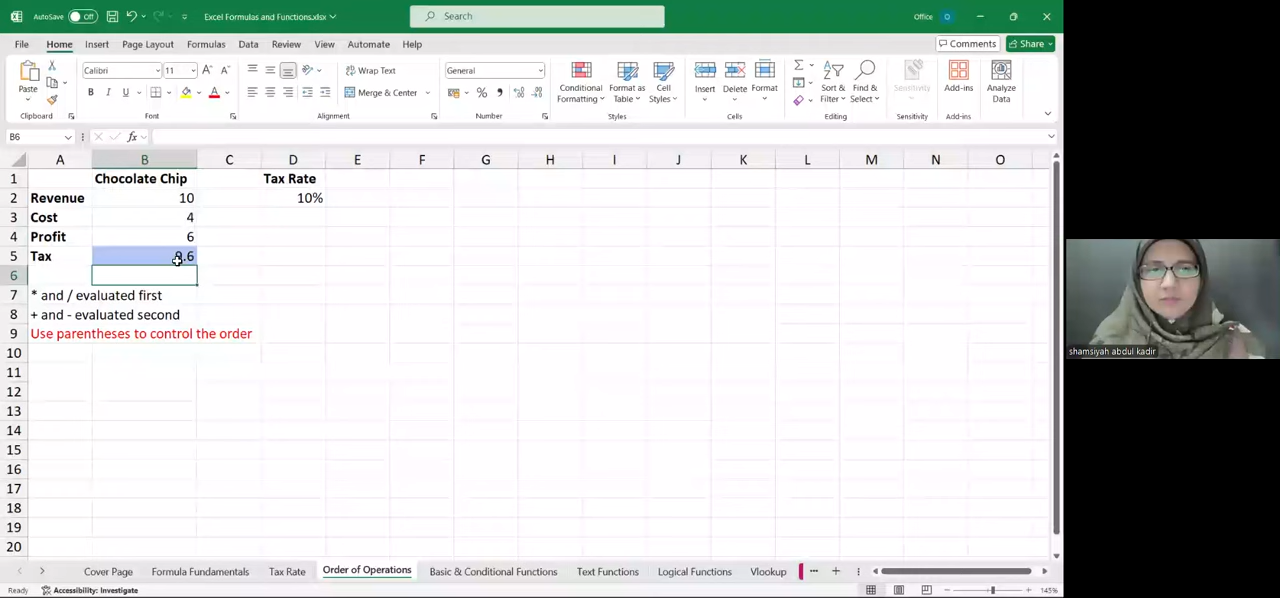 AutoSave Off Excel Formulas and Functions.xlsx Search Office O
File Home Insert Page Layout Formulas Data Review View Automate Help Comments Share
Calibri 11 A A Wrap Text General
Paste B I U A Merge & Center % Conditional Formatting Format as Table Cell Styles Insert Delete Format Sort & Filter Find & Select Sensitivity Add-ins Analyze Data
Clipboard Font Alignment Number Styles Cells Editing Sensitivity Add-ins
B6 fx
A B C D E F G H I J K L M N O
1 Chocolate Chip Tax Rate
2 Revenue 10 10%
3 Cost 4
4 Profit 6
5 Tax .6
6
7 * and / evaluated first
8 + and - evaluated second
9 Use parentheses to control the order
10
11
12
13
14
15
16
17
18
19
20
Cover Page Formula Fundamentals Tax Rate Order of Operations Basic & Conditional Functions Text Functions Logical Functions Vlookup
Ready Accessibility: Investigate 145%
shamsiyah abdul kadir